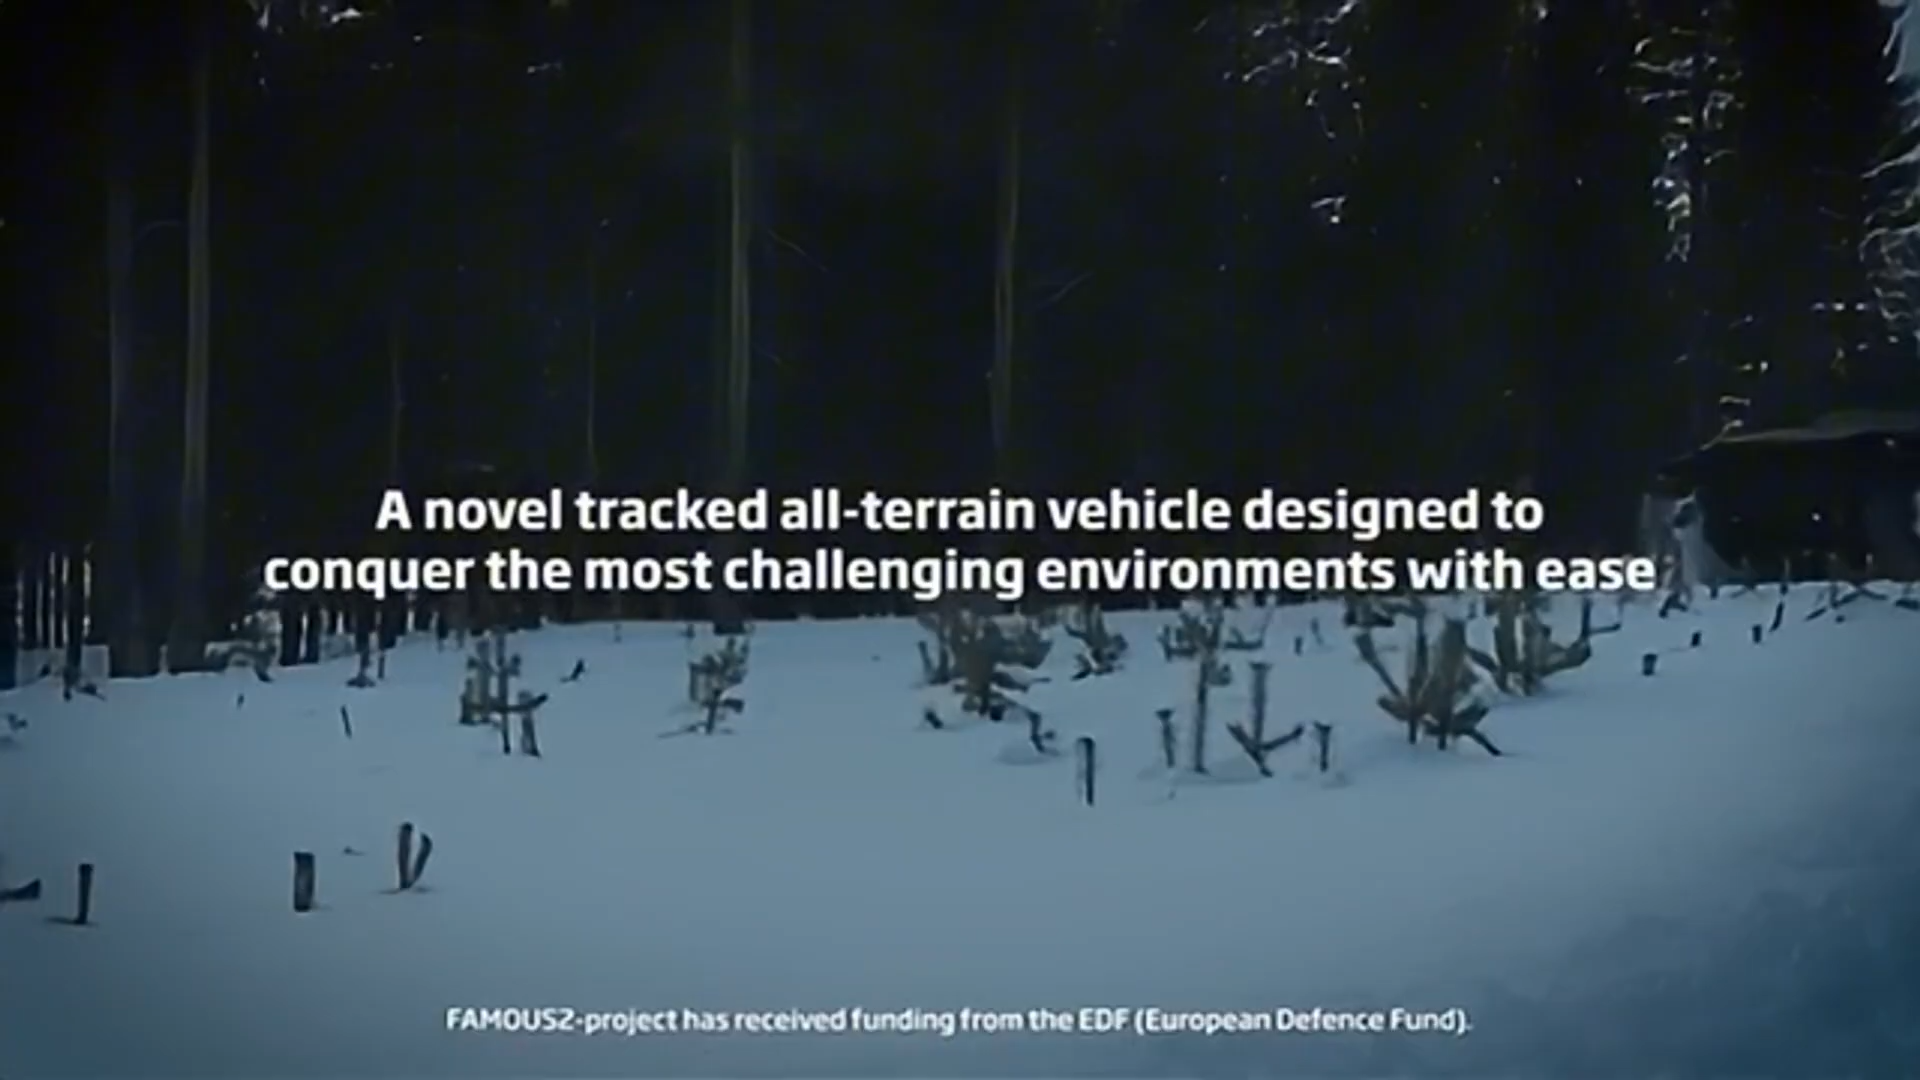 A novel tracked all-terrain vehicle designed to
conquer the most challenging environments with ease
FAMOUS2-project has received funding from the EDF (European Defence Fund).